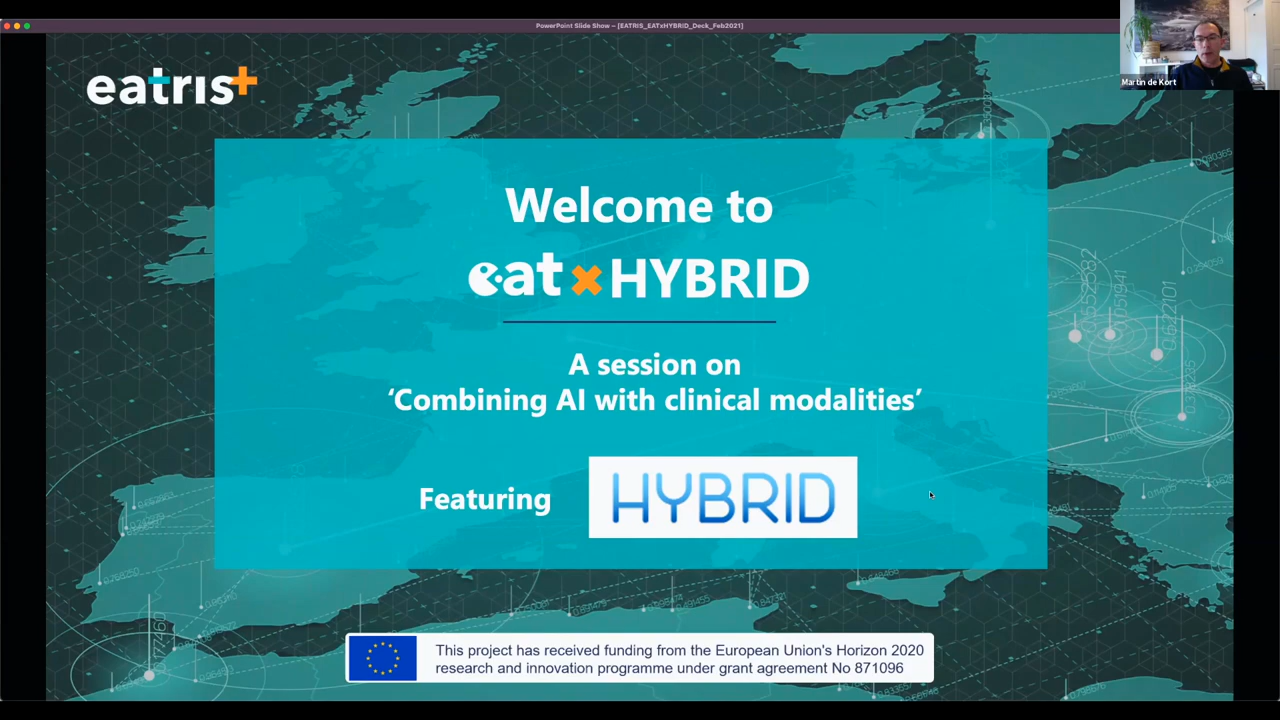 PowerPoint Slide Show – [EATRIS_EATxHYBRID_Deck_Feb2021]
Martin de Kort
eatris+
Welcome to
eat x HYBRID
A session on
‘Combining AI with clinical modalities’
Featuring
HYBRID
This project has received funding from the European Union's Horizon 2020
research and innovation programme under grant agreement No 871096
0.622101